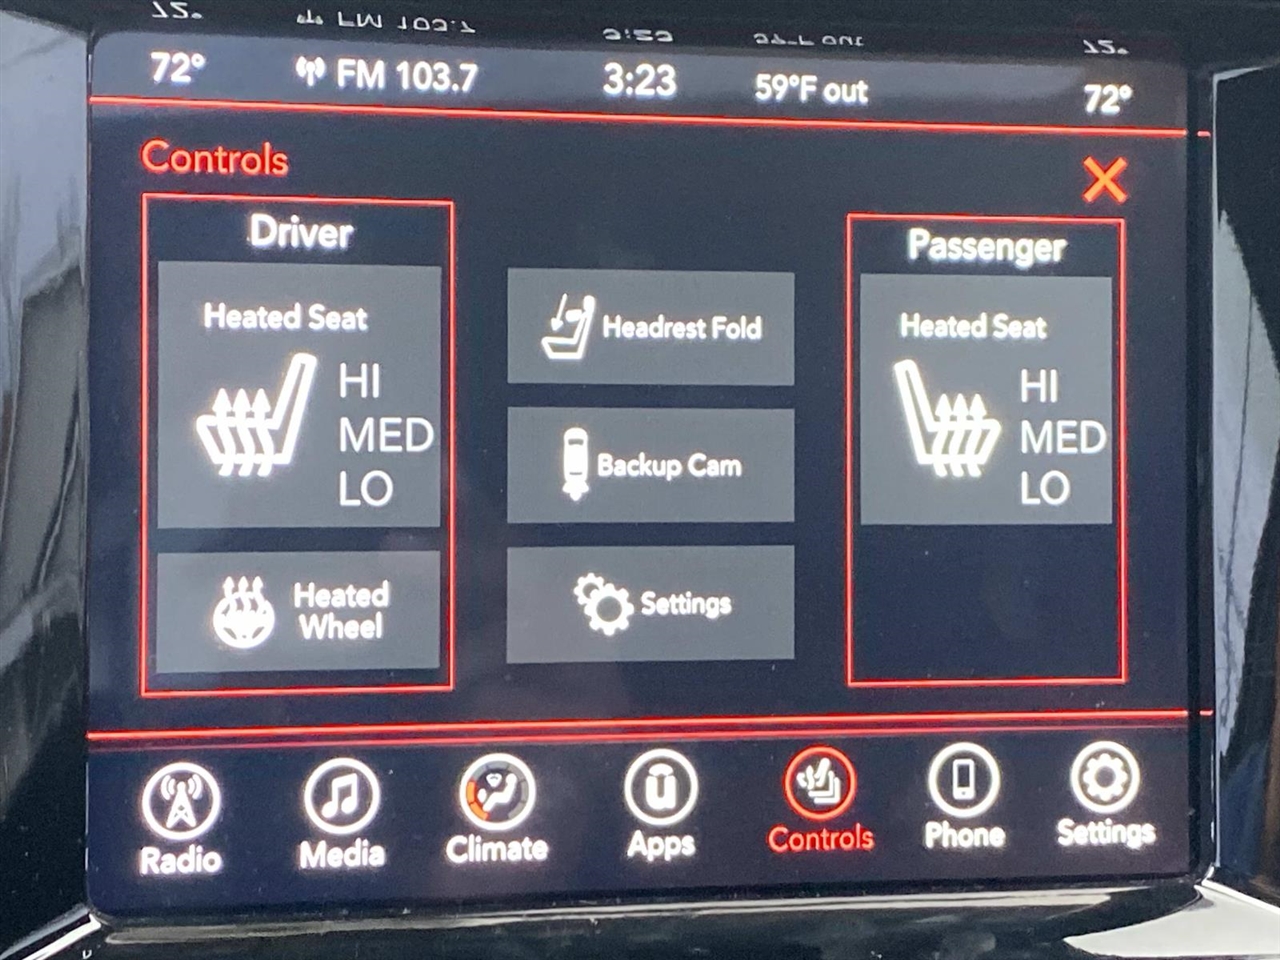 72° FM 103.7 3:23 59°F out 72°
Controls
Driver
Heated Seat
HI
MED
LO
Heated
Wheel
Headrest Fold
Backup Cam
Settings
Passenger
Heated Seat
HI
MED
LO
Radio Media Climate Apps Controls Phone Settings